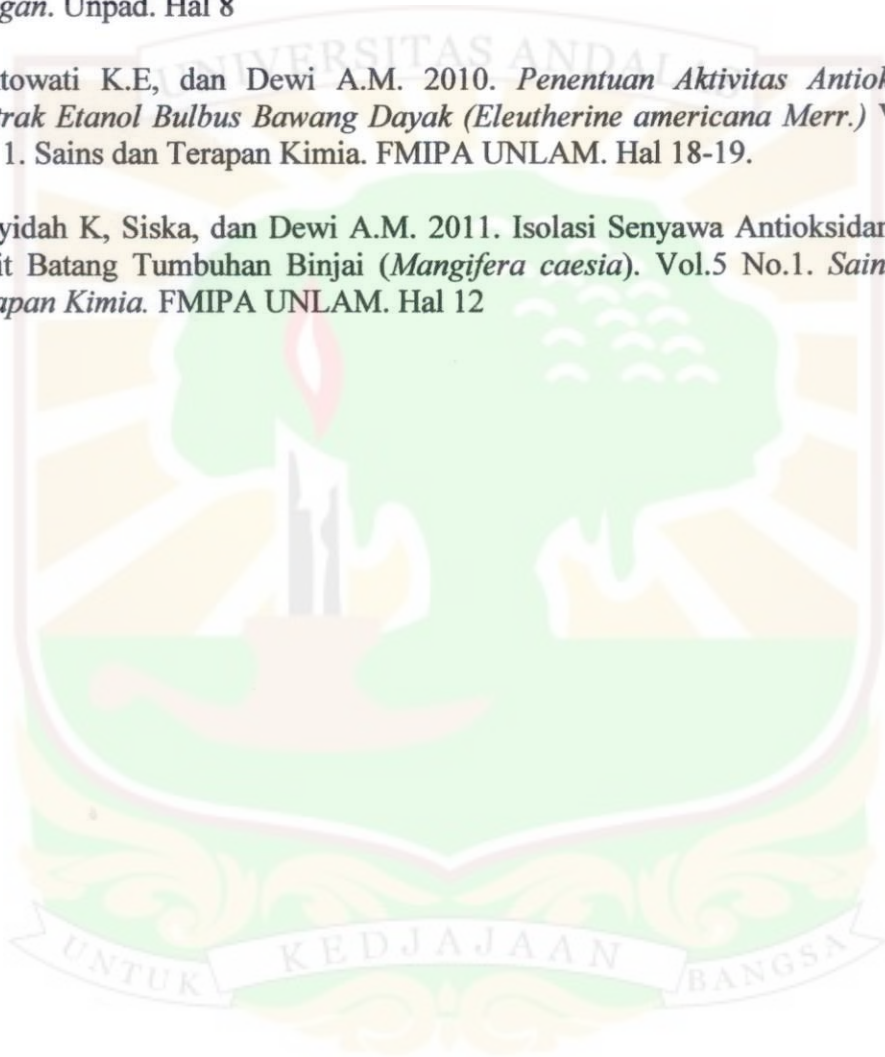 gan. Unpad. Hal 8
UNIVERSITAS ANDALAS
towati K.E, dan Dewi A.M. 2010. Penentuan Aktivitas Antiok
rak Etanol Bulbus Bawang Dayak (Eleutherine americana Merr.) V
1. Sains dan Terapan Kimia. FMIPA UNLAM. Hal 18-19.
yidah K, Siska, dan Dewi A.M. 2011. Isolasi Senyawa Antioksidan
it Batang Tumbuhan Binjai (Mangifera caesia). Vol.5 No.1. Sain
apan Kimia. FMIPA UNLAM. Hal 12
UNTUK KEDJAJAAN BANGSA